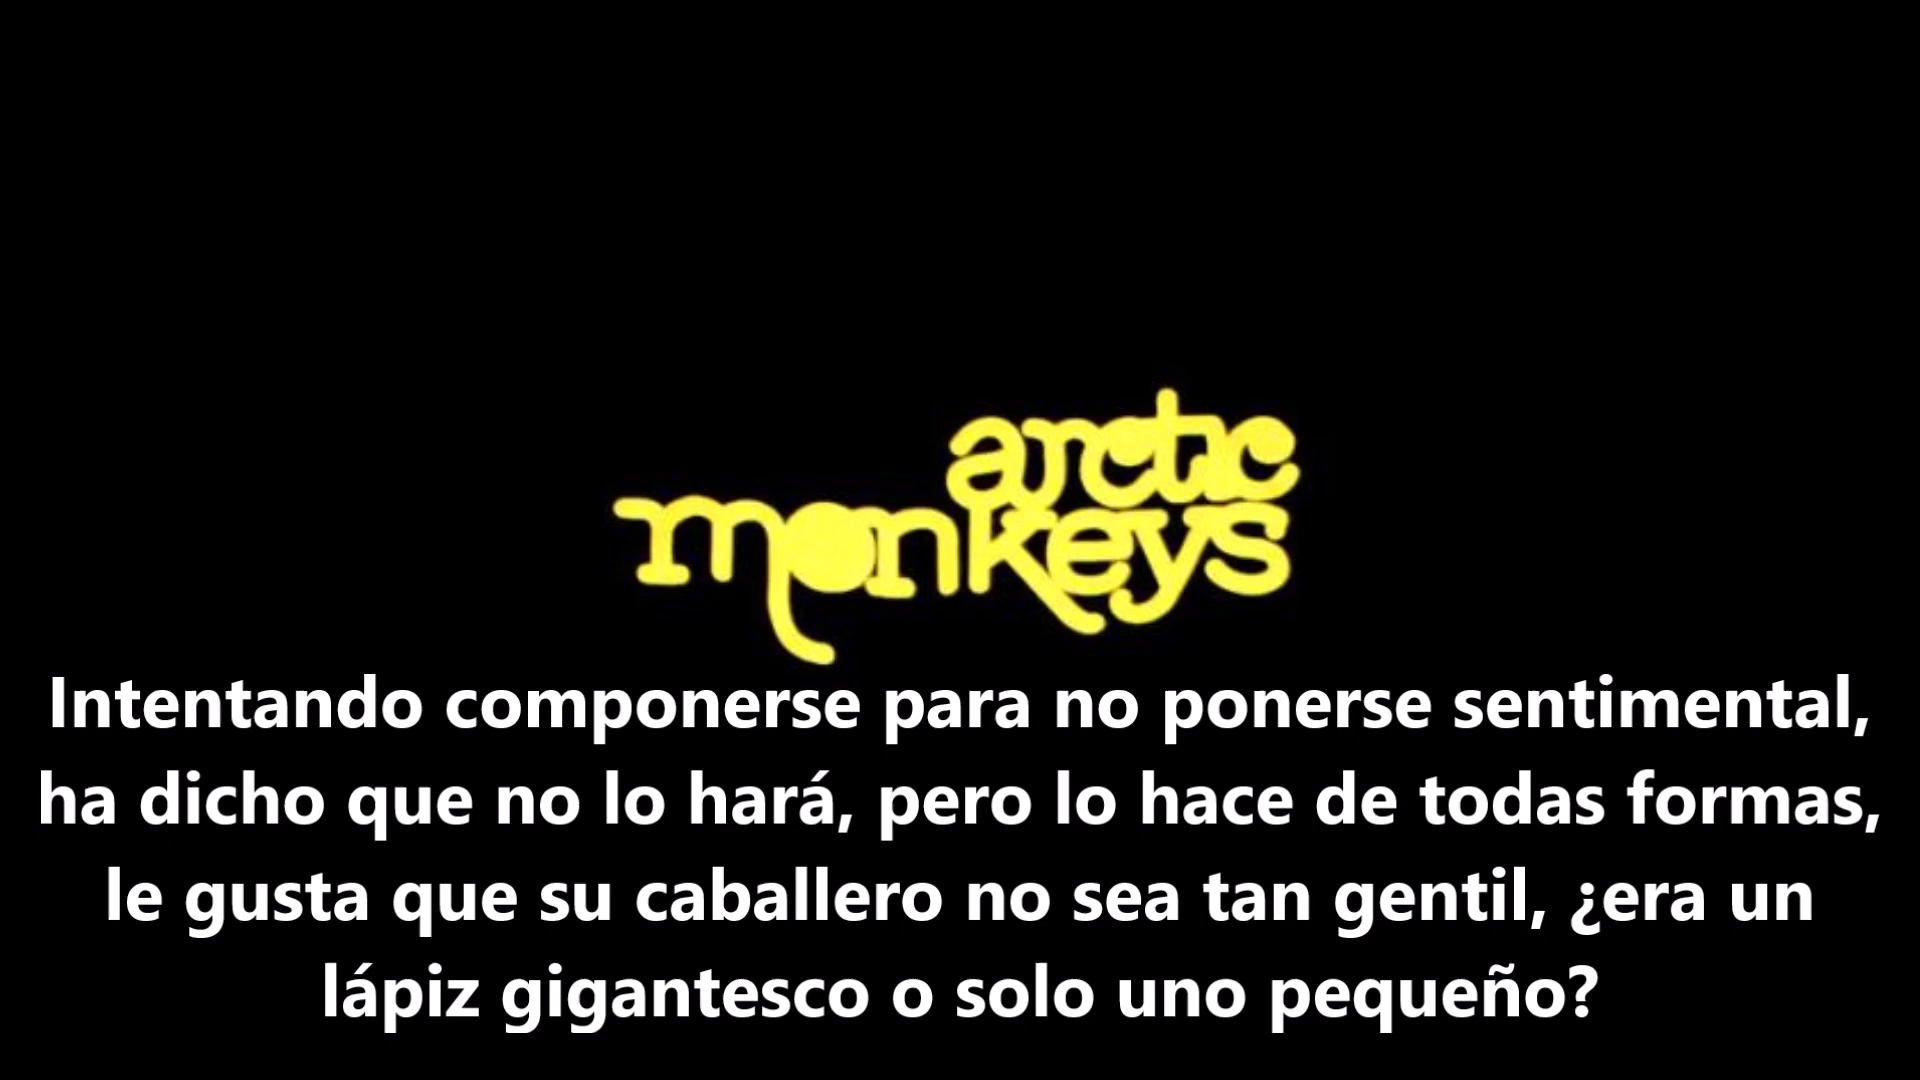 arctic
monkeys
Intentando componerse para no ponerse sentimental,
ha dicho que no lo hará, pero lo hace de todas formas,
le gusta que su caballero no sea tan gentil, ¿era un
lápiz gigantesco o solo uno pequeño?